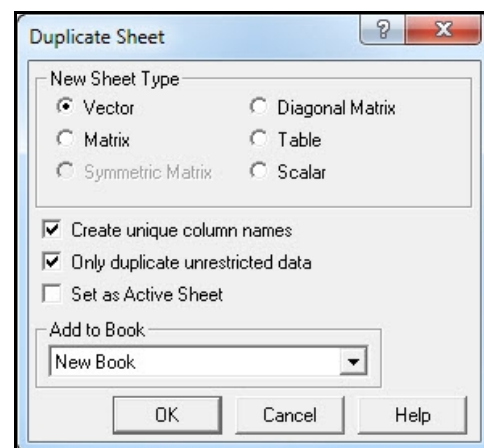 Duplicate Sheet
New Sheet Type
Vector
Diagonal Matrix
Matrix
Table
Symmetric Matrix
Scalar
Create unique column names
Only duplicate unrestricted data
Set as Active Sheet
Add to Book
New Book
OK
Cancel
Help